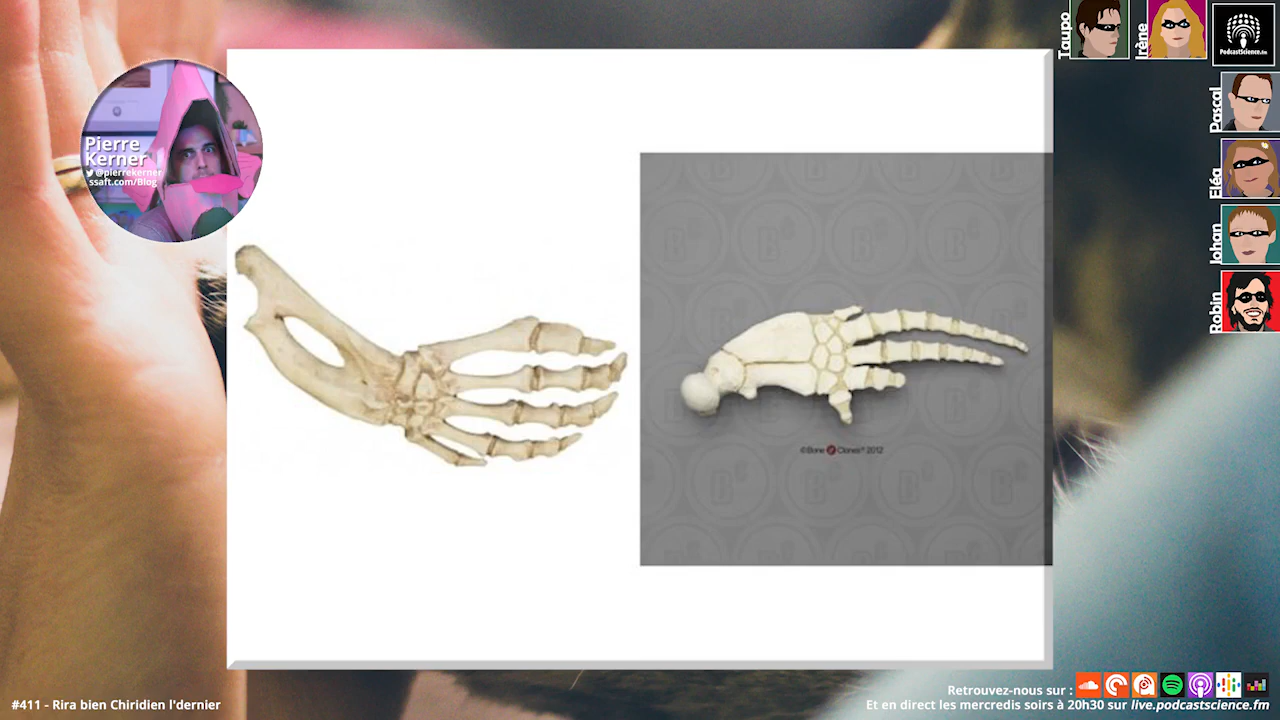 Taupo
Irène
PodcastScience.fm
Pascal
Eléa
Johan
Robin
Pierre
Kerner
@pierrekerner
ssaft.com/Blog
©Bone Clones® 2012
#411 - Rira bien Chiridien l'dernier
Retrouvez-nous sur :
Et en direct les mercredis soirs à 20h30 sur live.podcastscience.fm